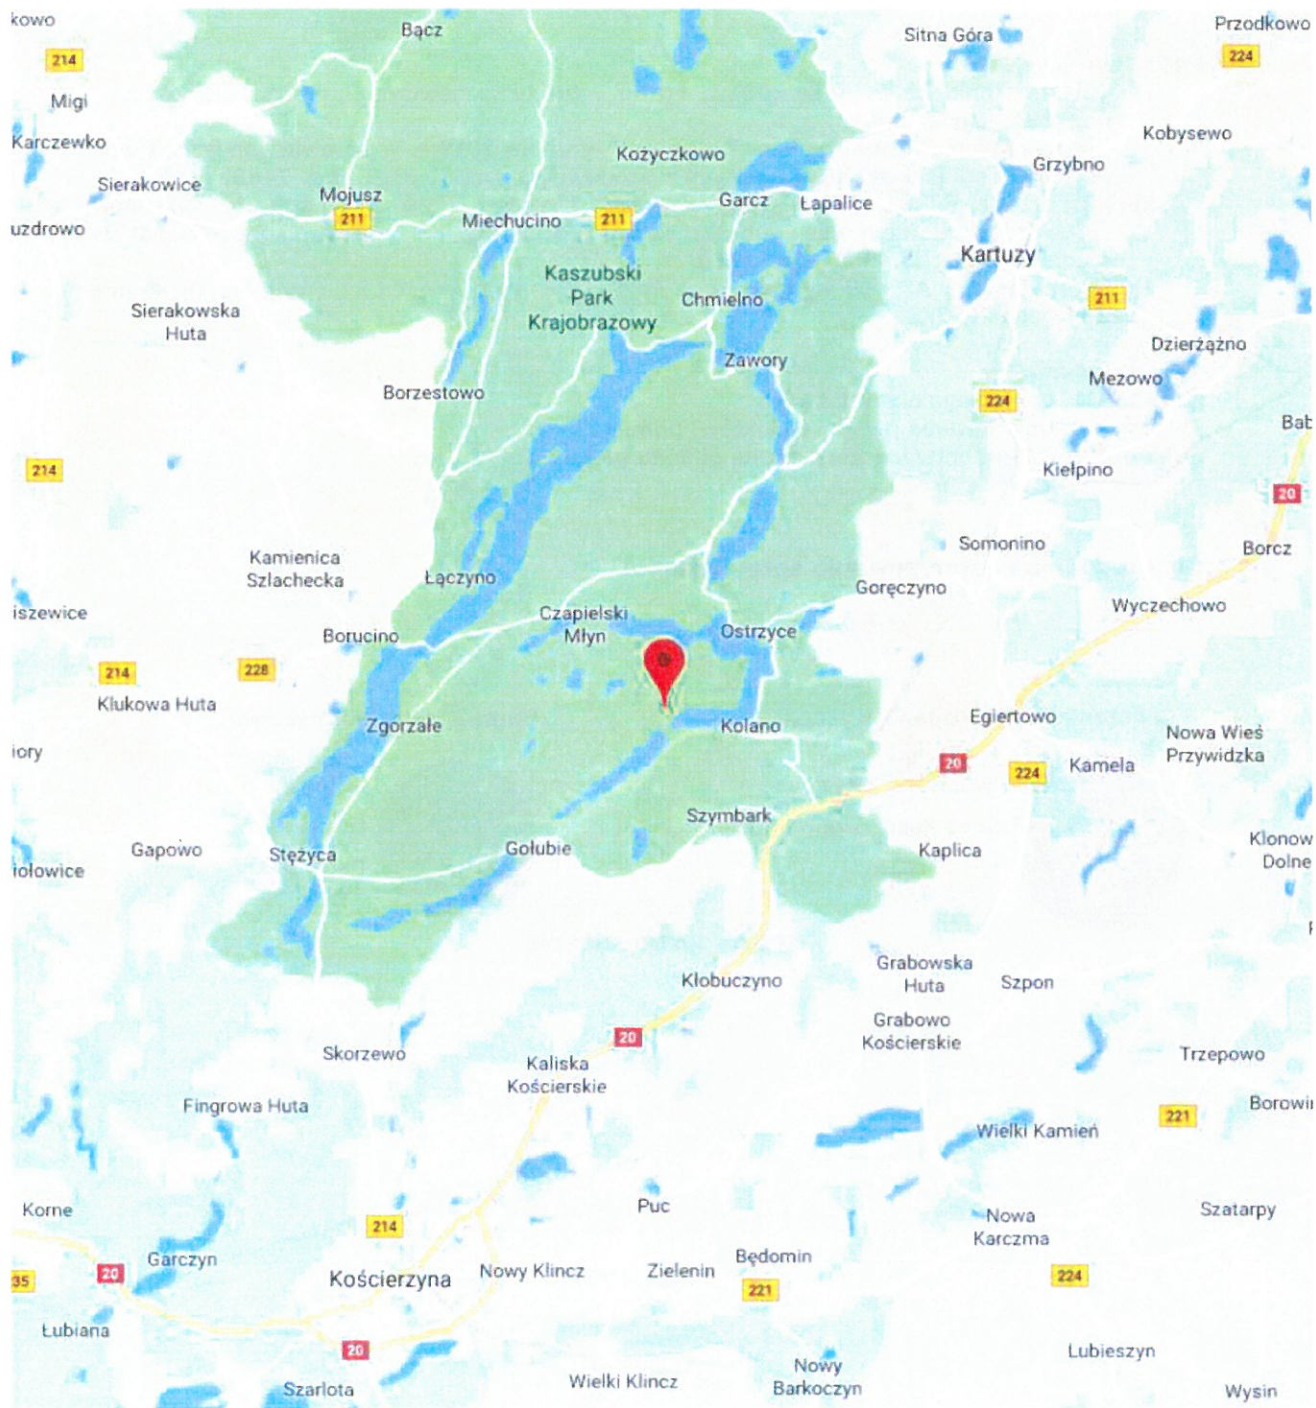 kowo
Bącz
Sitna Góra
Przodkowo
214
224
Migi
Karczewko
Kobysewo
Kożyczkowo
Grzybno
Sierakowice
Mojusz
Garcz
Łapalice
211
Miechucino
211
uzdrowo
Kartuzy
Kaszubski
Park
Krajobrazowy
Chmielno
211
Sierakowska
Huta
Dzierżążno
Zawory
Mezowo
Borzestowo
224
Bab
214
Kiełpino
20
Somonino
Borcz
Kamienica
Szlachecka
Łączyno
Goręczyno
Wyczechowo
iszewice
Czapielski
Młyn
Ostrzyce
Borucino
214
228
Klukowa Huta
Egiertowo
Zgorzałe
Kolano
Nowa Wieś
Przywidzka
iory
20
224
Kamela
Szymbark
Gapowo
Stężyca
Gołubie
Kaplica
Klonow
Dolne
iołowice
Kłobuczyno
Grabowska
Huta
Szpon
Grabowo
Kościerskie
20
Skorzewo
Kaliska
Kościerskie
Trzepowo
Fingrowa Huta
Borowi
221
Wielki Kamień
Korne
Puc
Szatarpy
214
Nowa
Karczma
Garczyn
20
35
Kościerzyna
Nowy Klincz
Zielenin
Będomin
221
224
Łubiana
20
Lubieszyn
Szarlota
Wielki Klincz
Nowy
Barkoczyn
Wysin